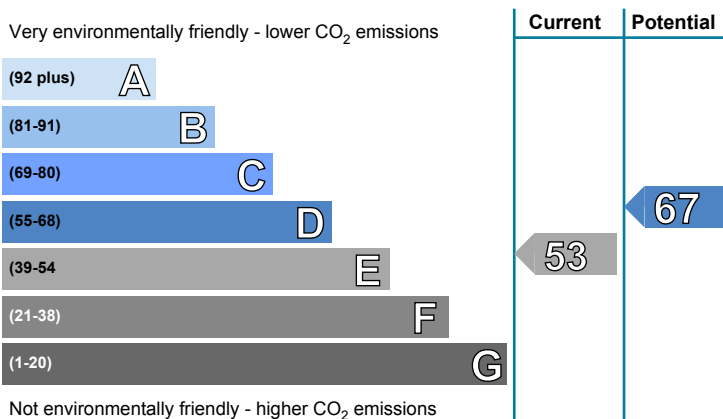 Current Potential
Very environmentally friendly - lower CO2 emissions
(92 plus) A
(81-91) B
(69-80) C
(55-68) D
67
(39-54 E
53
(21-38) F
(1-20) G
Not environmentally friendly - higher CO2 emissions